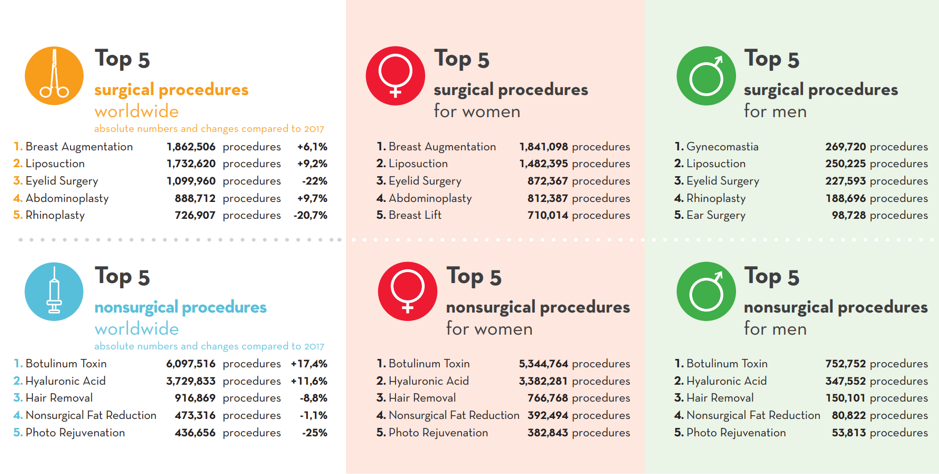 Top 5
surgical procedures
worldwide
absolute numbers and changes compared to 2017
1. Breast Augmentation 1,862,506 procedures +6,1%
2. Liposuction 1,732,620 procedures +9,2%
3. Eyelid Surgery 1,099,960 procedures -22%
4. Abdominoplasty 888,712 procedures +9,7%
5. Rhinoplasty 726,907 procedures -20,7%
Top 5
surgical procedures
for women
1. Breast Augmentation 1,841,098 procedures
2. Liposuction 1,482,395 procedures
3. Eyelid Surgery 872,367 procedures
4. Abdominoplasty 812,387 procedures
5. Breast Lift 710,014 procedures
Top 5
surgical procedures
for men
1. Gynecomastia 269,720 procedures
2. Liposuction 250,225 procedures
3. Eyelid Surgery 227,593 procedures
4. Rhinoplasty 188,696 procedures
5. Ear Surgery 98,728 procedures
Top 5
nonsurgical procedures
worldwide
absolute numbers and changes compared to 2017
1. Botulinum Toxin 6,097,516 procedures +17,4%
2. Hyaluronic Acid 3,729,833 procedures +11,6%
3. Hair Removal 916,869 procedures -8,8%
4. Nonsurgical Fat Reduction 473,316 procedures -1,1%
5. Photo Rejuvenation 436,656 procedures -25%
Top 5
nonsurgical procedures
for women
1. Botulinum Toxin 5,344,764 procedures
2. Hyaluronic Acid 3,382,281 procedures
3. Hair Removal 766,768 procedures
4. Nonsurgical Fat Reduction 392,494 procedures
5. Photo Rejuvenation 382,843 procedures
Top 5
nonsurgical procedures
for men
1. Botulinum Toxin 752,752 procedures
2. Hyaluronic Acid 347,552 procedures
3. Hair Removal 150,101 procedures
4. Nonsurgical Fat Reduction 80,822 procedures
5. Photo Rejuvenation 53,813 procedures